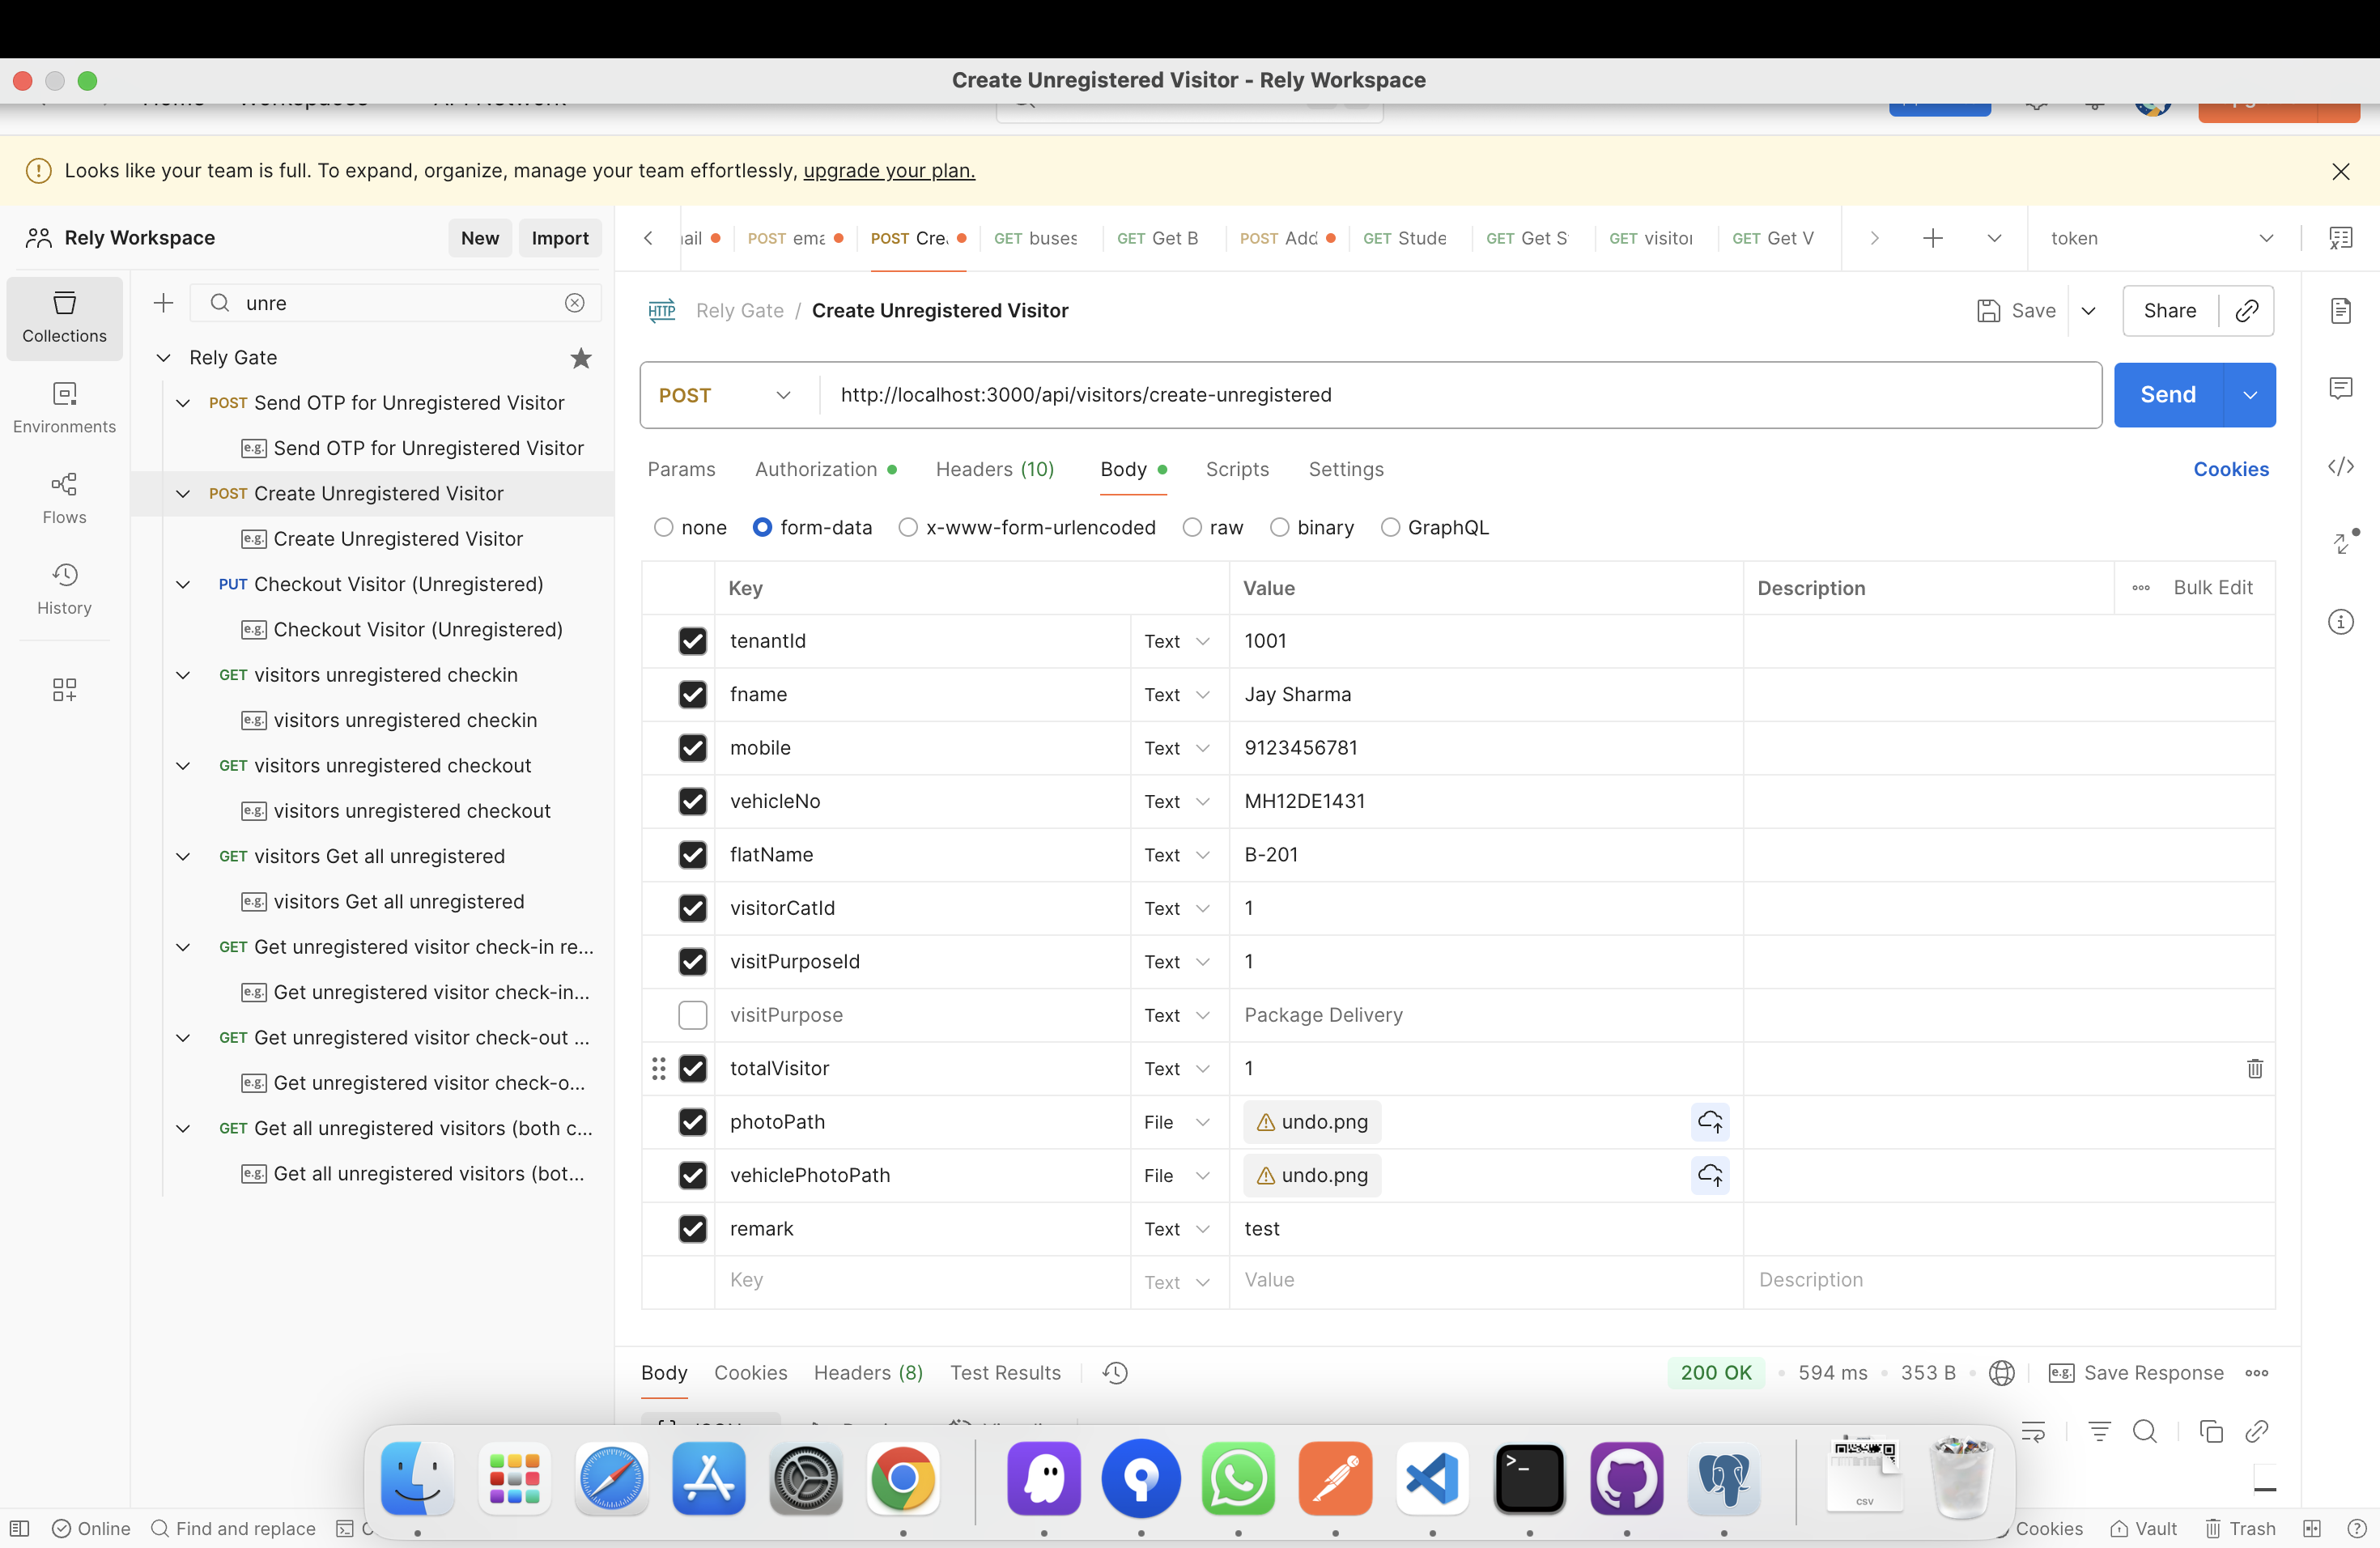 Create Unregistered Visitor - Rely Workspace
Looks like your team is full. To expand, organize, manage your team effortlessly, upgrade your plan.
Rely Workspace
New
Import
ail
POST ema
POST Cre
GET buses
GET Get B
POST Add
GET Stude
GET Get S
GET visitor
GET Get V
token
Collections
Environments
Flows
History
unre
Rely Gate
POST Send OTP for Unregistered Visitor
e.g. Send OTP for Unregistered Visitor
POST Create Unregistered Visitor
e.g. Create Unregistered Visitor
PUT Checkout Visitor (Unregistered)
e.g. Checkout Visitor (Unregistered)
GET visitors unregistered checkin
e.g. visitors unregistered checkin
GET visitors unregistered checkout
e.g. visitors unregistered checkout
GET visitors Get all unregistered
e.g. visitors Get all unregistered
GET Get unregistered visitor check-in re...
e.g. Get unregistered visitor check-in...
GET Get unregistered visitor check-out ...
e.g. Get unregistered visitor check-o...
GET Get all unregistered visitors (both c...
e.g. Get all unregistered visitors (bot...
HTTP Rely Gate / Create Unregistered Visitor
Save
Share
POST http://localhost:3000/api/visitors/create-unregistered
Send
Params Authorization Headers (10) Body Scripts Settings
Cookies
none form-data x-www-form-urlencoded raw binary GraphQL
Key Value Description ••• Bulk Edit
tenantId Text 1001
fname Text Jay Sharma
mobile Text 9123456781
vehicleNo Text MH12DE1431
flatName Text B-201
visitorCatId Text 1
visitPurposeId Text 1
visitPurpose Text Package Delivery
totalVisitor Text 1
photoPath File undo.png
vehiclePhotoPath File undo.png
remark Text test
Key Text Value Description
Body Cookies Headers (8) Test Results
200 OK • 594 ms • 353 B
e.g. Save Response •••
csv
Online
Find and replace
Cookies
Vault
Trash